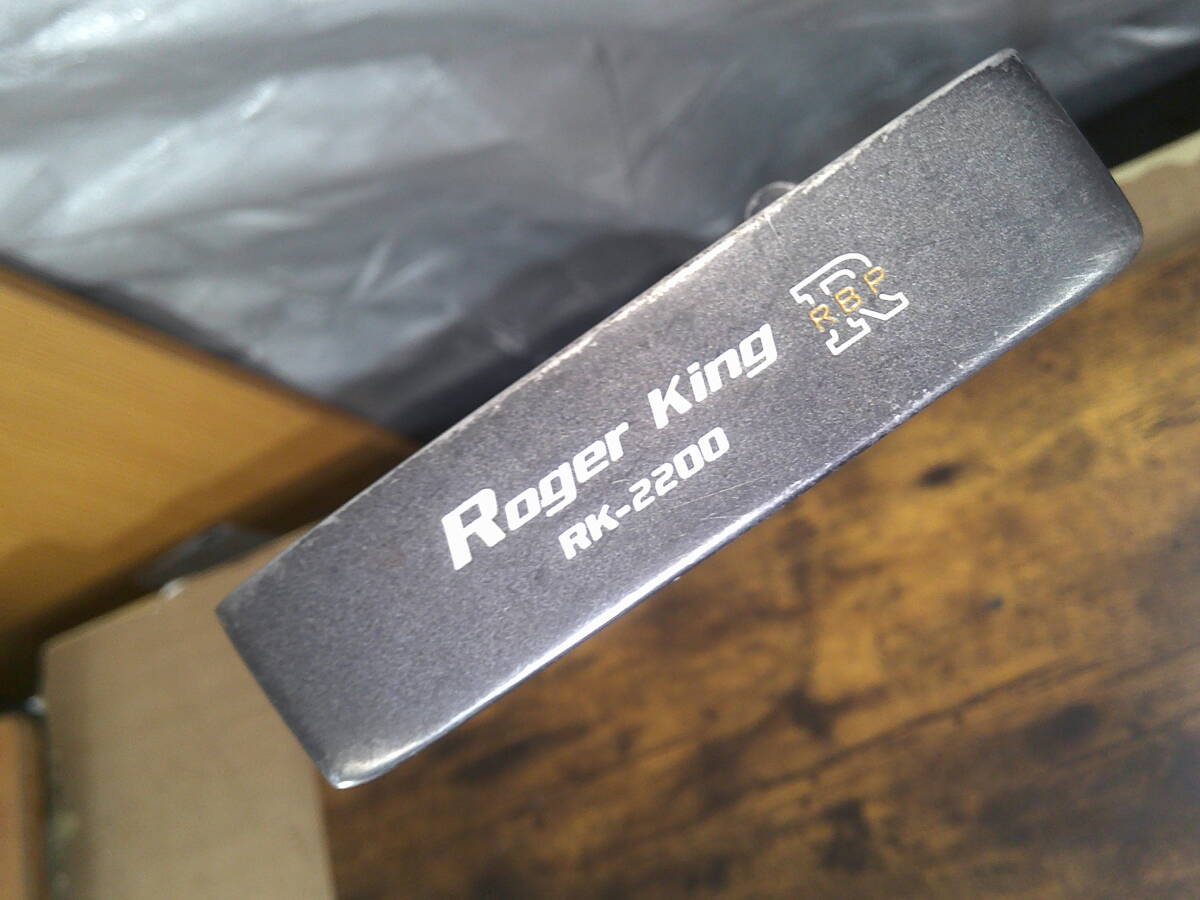 Roger King
RK-2200
R
RBP